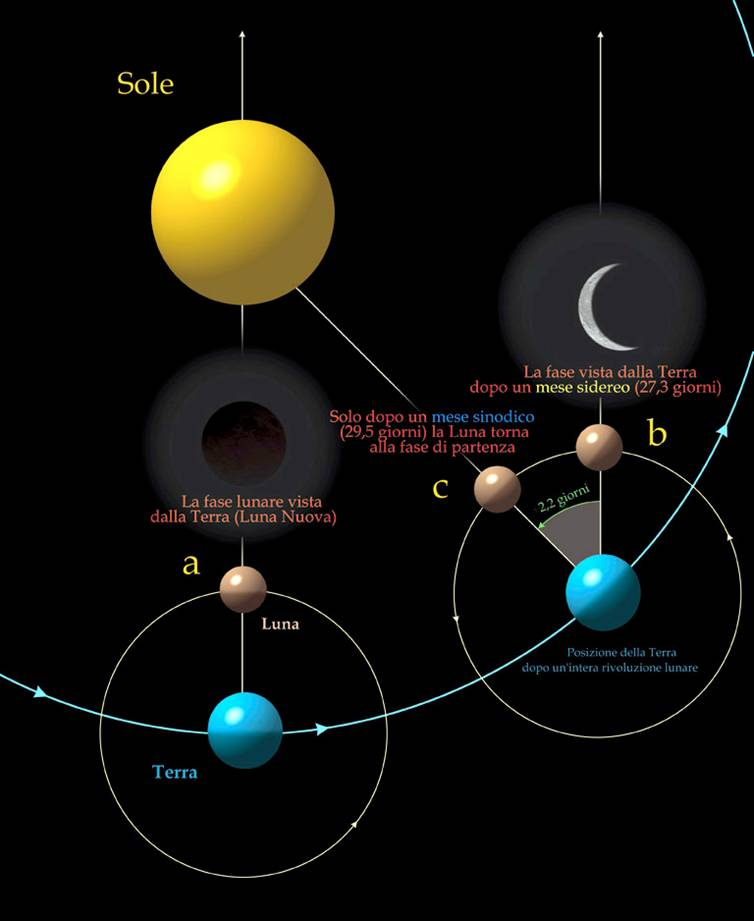 Sole
La fase vista dalla Terra
dopo un mese sidereo (27,3 giorni)
Solo dopo un mese sinodico
(29,5 giorni) la Luna torna
alla fase di partenza
b
c
2,2 giorni
La fase lunare vista
dalla Terra (Luna Nuova)
a
Luna
Posizione della Terra
dopo un'intera rivoluzione lunare
Terra